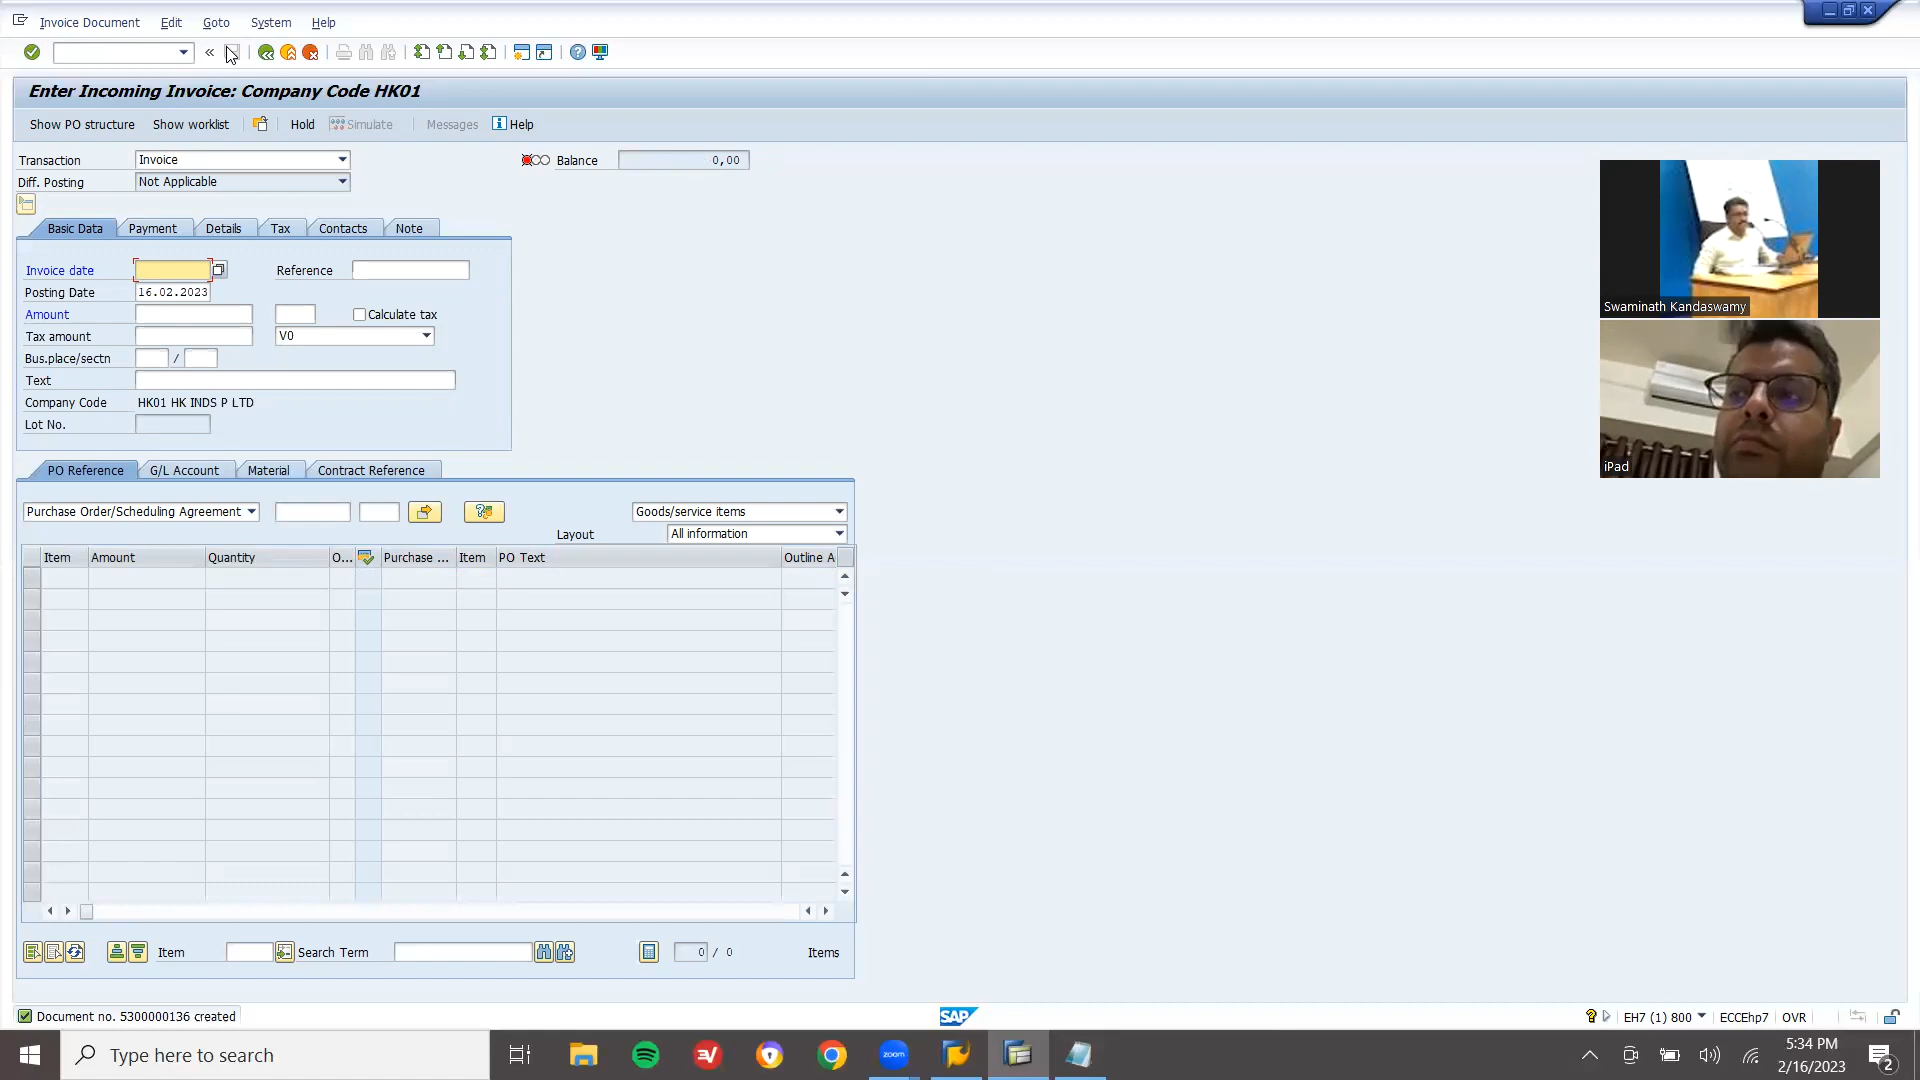 Invoice Document Edit Goto System Help
«
Enter Incoming Invoice: Company Code HK01
Show PO structure Show worklist Hold Simulate Messages Help
Transaction Invoice Balance 0,00
Diff. Posting Not Applicable
Basic Data Payment Details Tax Contacts Note
Invoice date Reference
Posting Date 16.02.2023
Amount Calculate tax
Tax amount V0
Bus.place/sectn /
Text
Company Code HK01 HK INDS P LTD
Lot No.
Swaminath Kandaswamy
iPad
PO Reference G/L Account Material Contract Reference
Purchase Order/Scheduling Agreement Goods/service items
Layout All information
Item Amount Quantity O... Purchase ... Item PO Text Outline A
Item Search Term 0 / 0 Items
Document no. 5300000136 created SAP EH7 (1) 800 ECCEhp7 OVR
Type here to search zoom 5:34 PM
2/16/2023 2